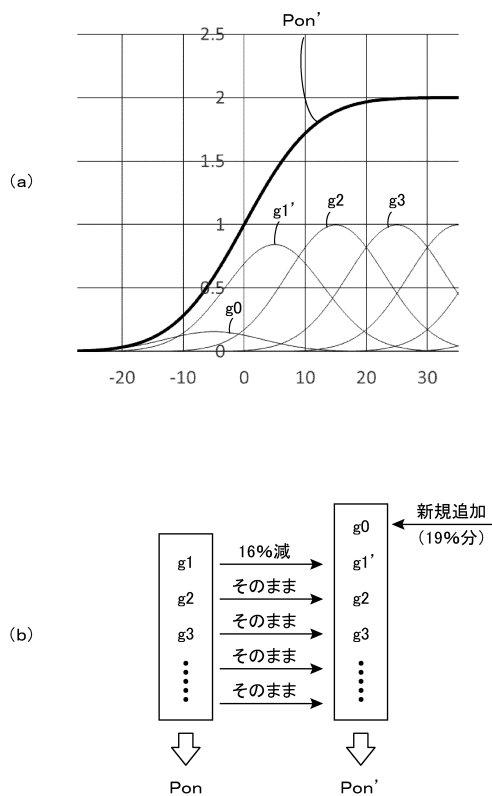 Pon’
2.5
2
(a)
1.5
g1’ g2 g3
1
0.5
g0
0
-20 -10 0 10 20 30
新規追加
g0
(19%分)
g1 16%減 g1’
g2 そのまま g2
(b)
g3 そのまま g3
そのまま
そのまま
Pon Pon’